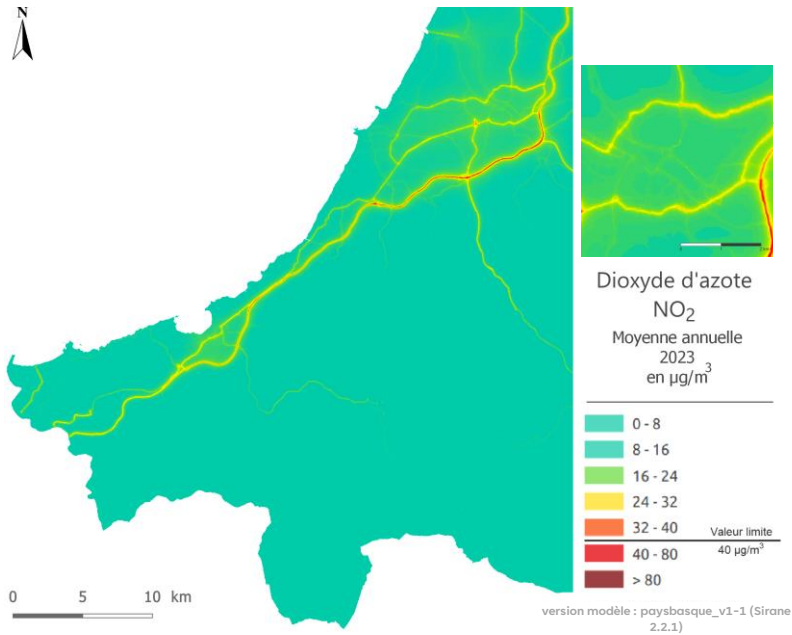 N
Dioxyde d'azote
NO2
Moyenne annuelle
2023
en µg/m3
0 - 8
8 - 16
16 - 24
24 - 32
32 - 40
Valeur limite
40 µg/m3
40 - 80
> 80
0 5 10 km
version modèle : paysbasque_v1-1 (Sirane
2.2.1)